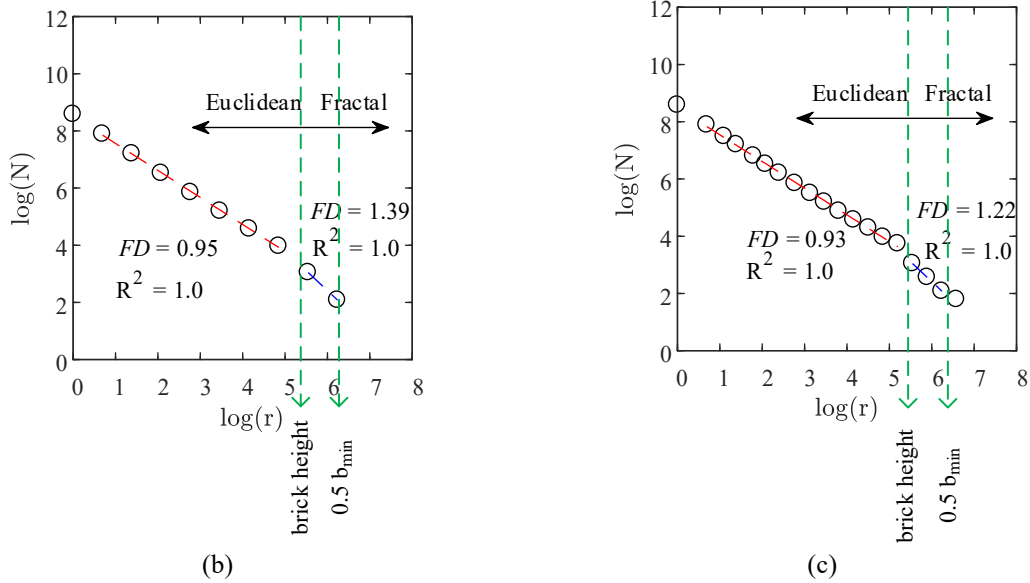 12
10
8
6
4
2
0
log(N)
Euclidean Fractal
FD = 1.39
R² = 1.0
FD = 0.95
R² = 1.0
0 1 2 3 4 5 6 7 8
log(r)
brick height
0.5 b_min
(b)
12
10
8
6
4
2
0
log(N)
Euclidean Fractal
FD = 1.22
R² = 1.0
FD = 0.93
R² = 1.0
0 1 2 3 4 5 6 7 8
log(r)
brick height
0.5 b_min
(c)